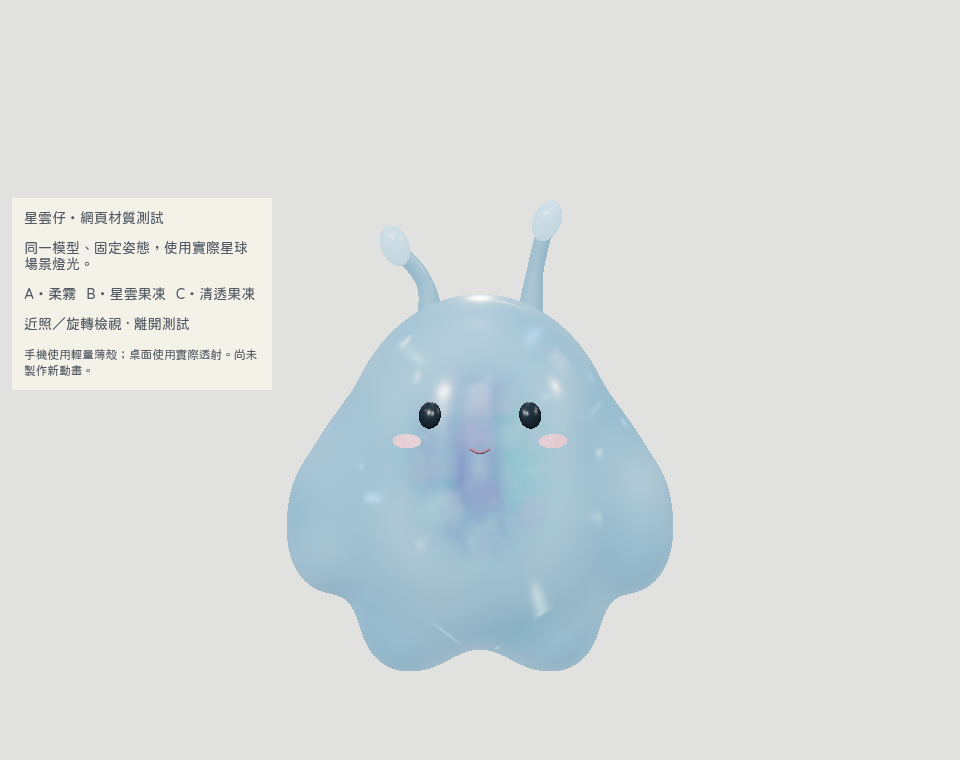 星雲仔・網頁材質測試
同一模型、固定姿態，使用實際星球
場景燈光。
A・柔霧 B・星雲果凍 C・清透果凍
近照／旋轉檢視・離開測試
手機使用輕量薄殼；桌面使用實際透射。尚未
製作新動畫。